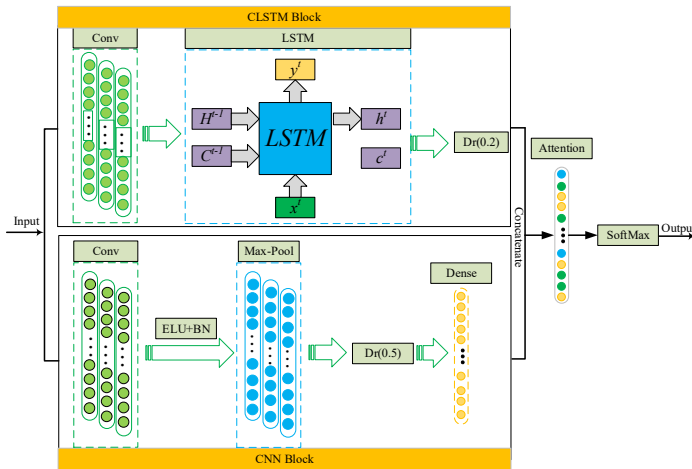 CLSTM Block
Conv
LSTM
y^t
H^{t-1}
h^t
LSTM
C^{t-1}
c^t
x^t
Dr(0.2)
Attention
Input
Concatenate
SoftMax
Output
Conv
Max-Pool
Dense
ELU+BN
Dr(0.5)
CNN Block